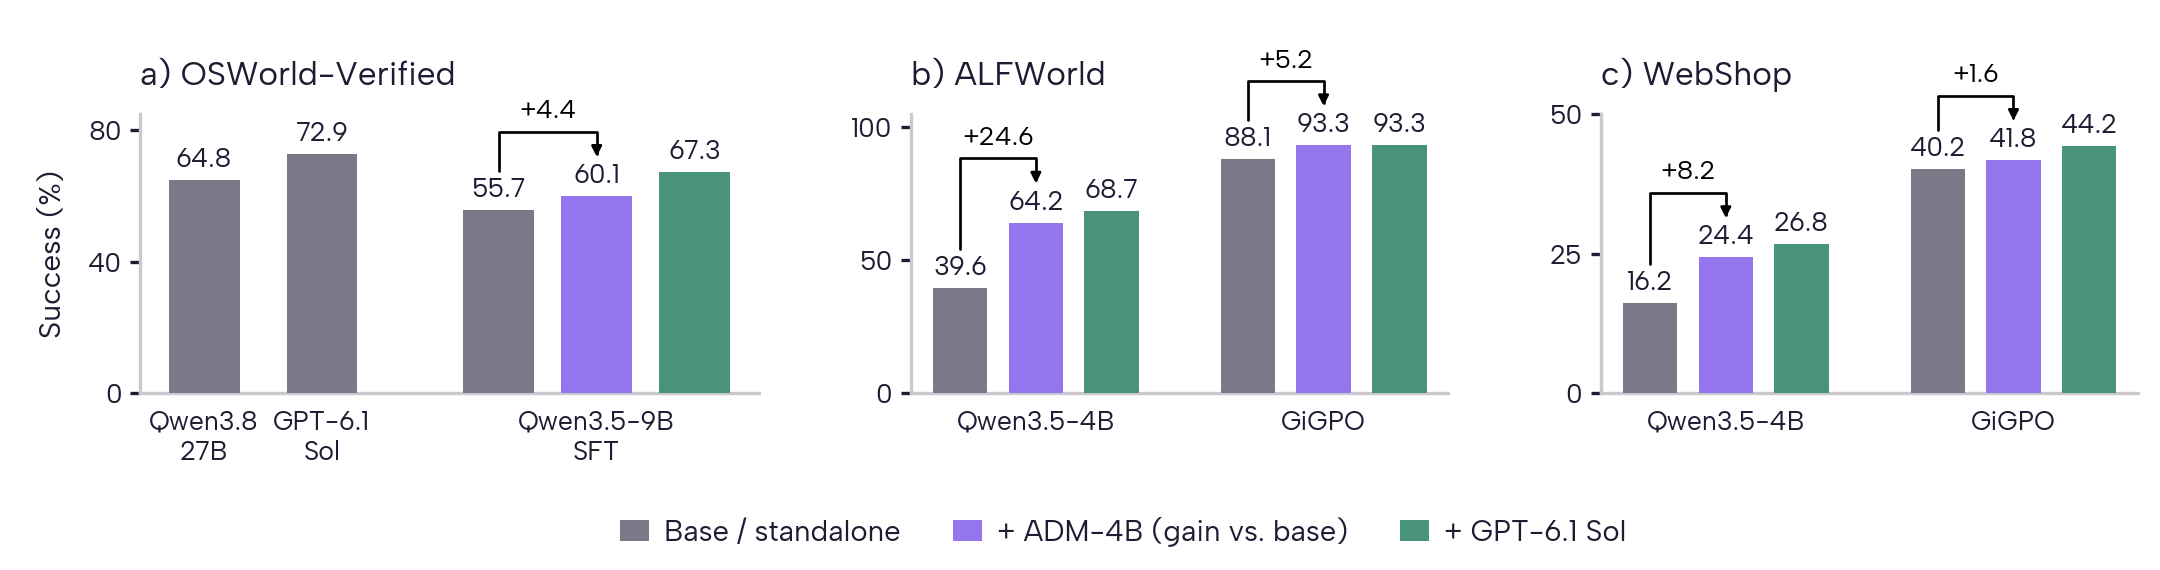 a) OSWorld-Verified
Success (%)
80
40
0
64.8
72.9
+4.4
55.7
60.1
67.3
Qwen3.8
27B
GPT-6.1
Sol
Qwen3.5-9B
SFT
b) ALFWorld
100
50
0
+24.6
39.6
64.2
68.7
+5.2
88.1
93.3
93.3
Qwen3.5-4B
GiGPO
c) WebShop
50
25
0
+8.2
16.2
24.4
26.8
+1.6
40.2
41.8
44.2
Qwen3.5-4B
GiGPO
Base / standalone
+ ADM-4B (gain vs. base)
+ GPT-6.1 Sol